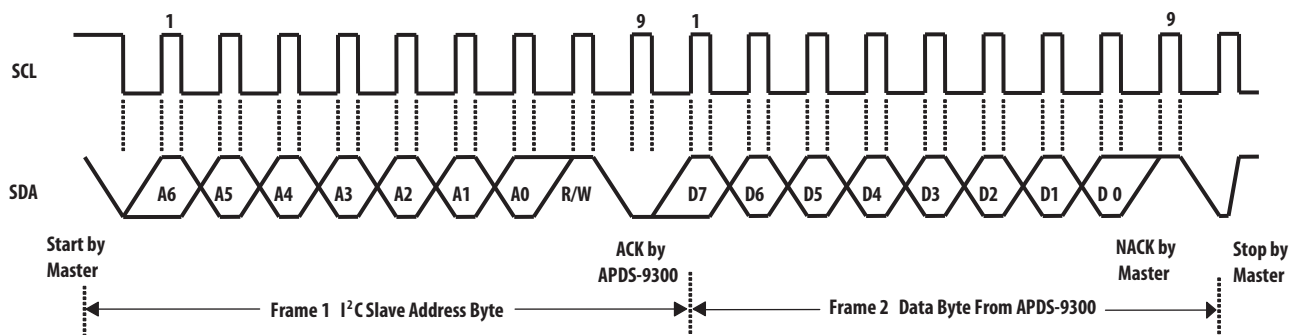 1 9 1 9
SCL
SDA A6 A5 A4 A3 A2 A1 A0 R/W D7 D6 D5 D4 D3 D2 D1 D 0
Start by
Master
ACK by
APDS-9300
NACK by
Master
Stop by
Master
Frame 1 I²C Slave Address Byte
Frame 2 Data Byte From APDS-9300